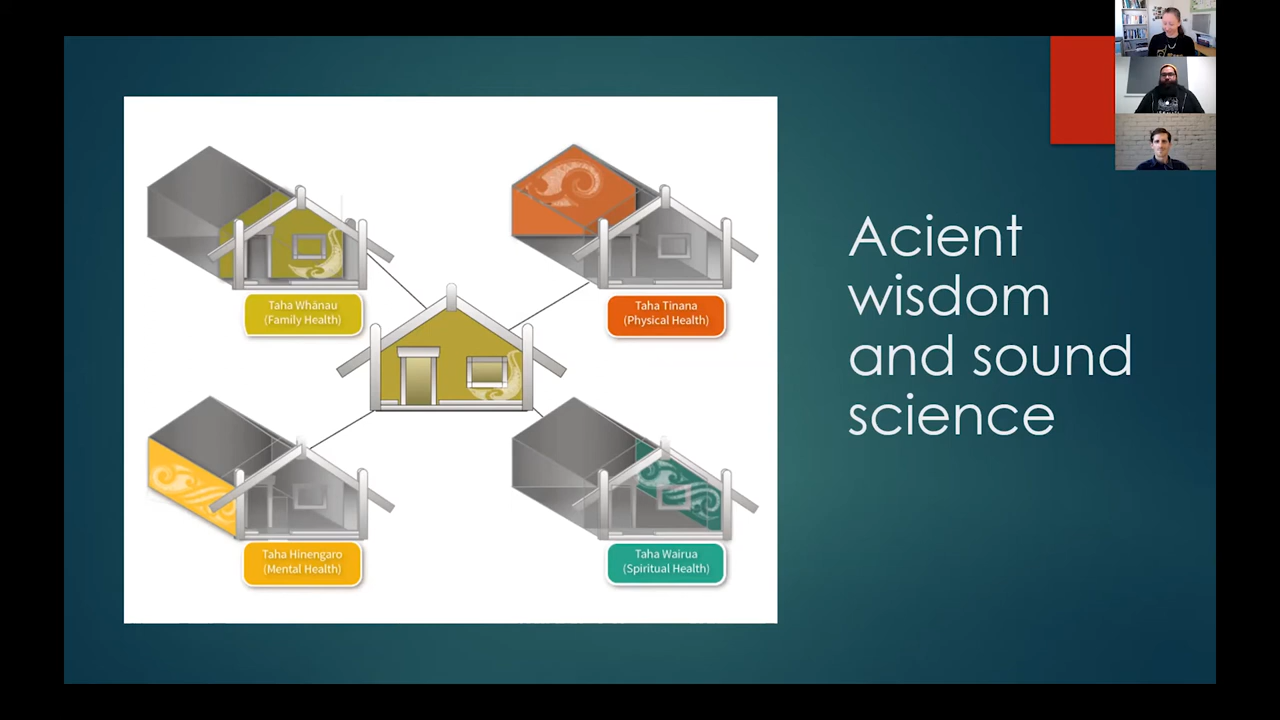 Taha Whānau
(Family Health)
Taha Tinana
(Physical Health)
Taha Hinengaro
(Mental Health)
Taha Wairua
(Spiritual Health)
Acient
wisdom
and sound
science